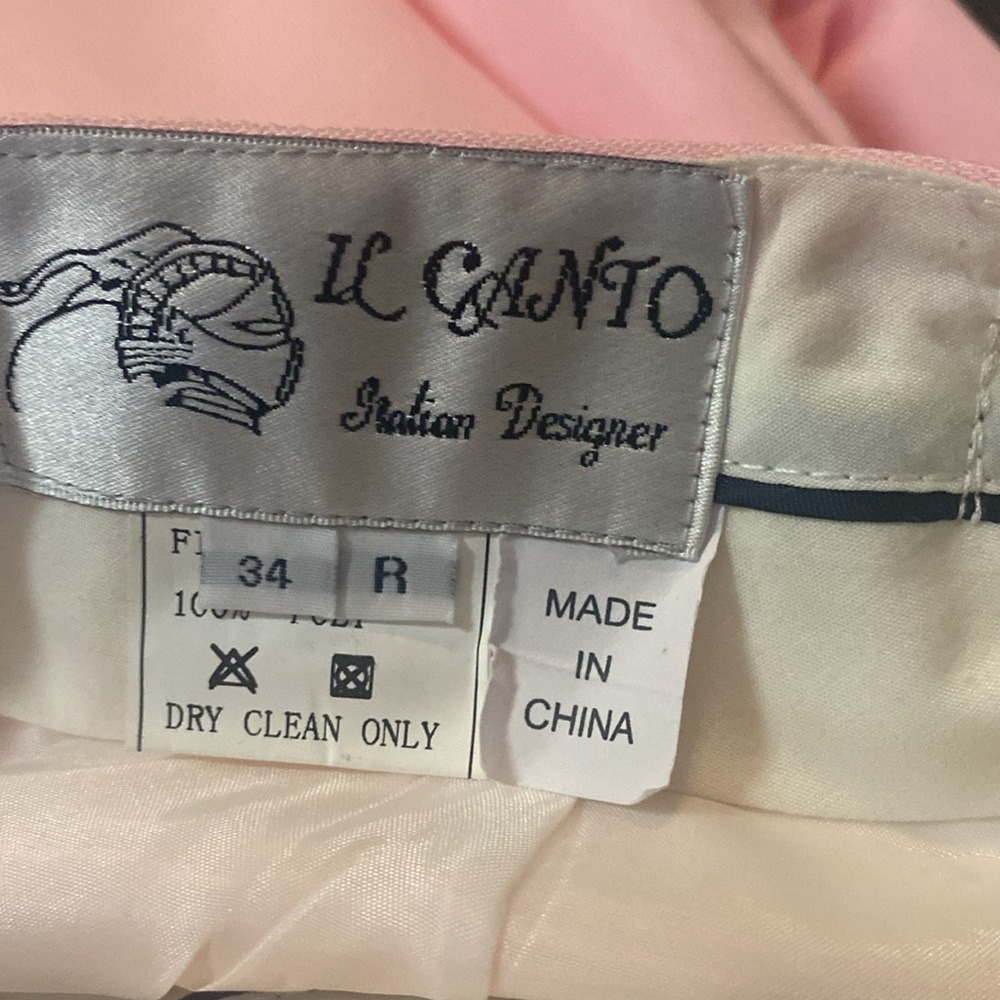 IL CANTO
Italian Designer
34 R
DRY CLEAN ONLY
MADE
IN
CHINA